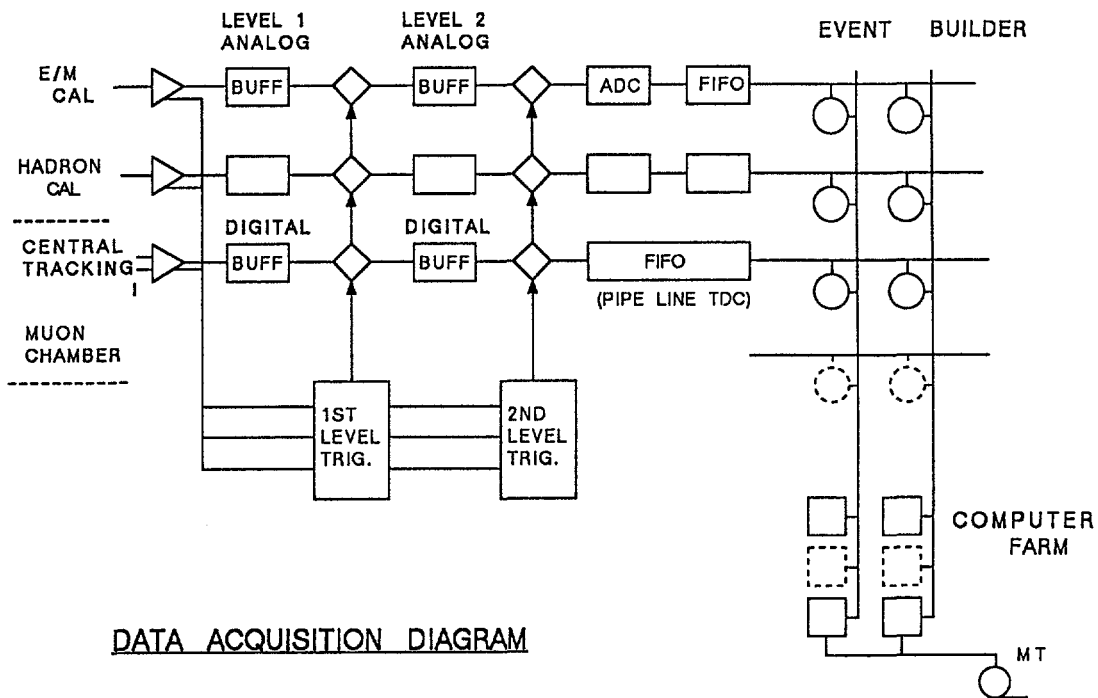 LEVEL 1
ANALOG
LEVEL 2
ANALOG
EVENT BUILDER
E/M
CAL
BUFF
BUFF
ADC
FIFO
HADRON
CAL
DIGITAL
DIGITAL
CENTRAL
TRACKING
BUFF
BUFF
FIFO
(PIPE LINE TDC)
MUON
CHAMBER
1ST
LEVEL
TRIG.
2ND
LEVEL
TRIG.
COMPUTER
FARM
DATA ACQUISITION DIAGRAM
MT